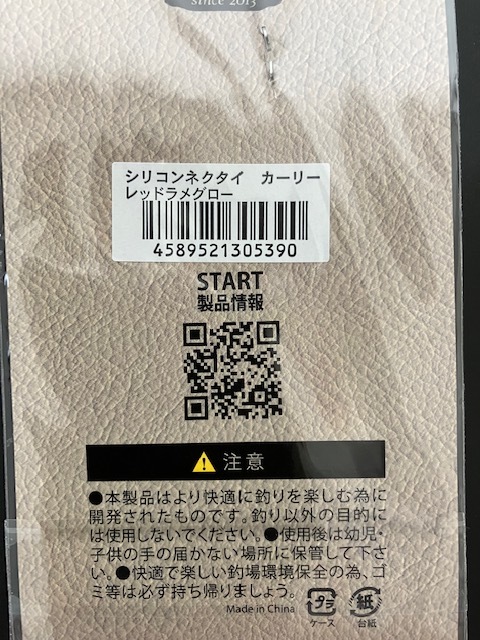 since 2013
シリコンネクタイ　カーリー
レッドラメグロー
4589521305390
START
製品情報
注意
●本製品はより快適に釣りを楽しむ為に
開発されたものです。釣り以外の目的に
は使用しないでください。●使用後は幼児・
子供の手の届かない場所に保管して下さ
い。●快適で楽しい釣場環境保全の為、ゴ
ミ等は必ず持ち帰りましょう。
Made in China
プラ 紙
ケース 台紙